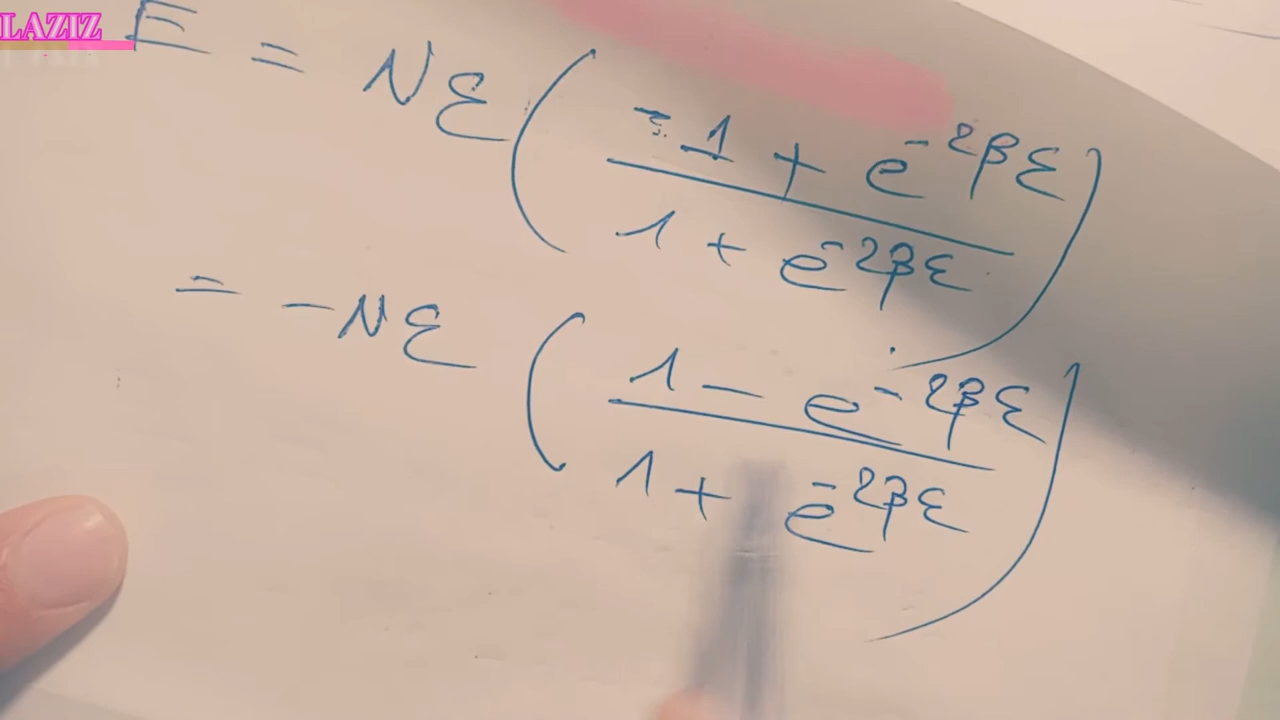 LAZIZ
E = Nε ( (-1 + e^{-2βε}) / (1 + e^{-2βε}) )
= -Nε ( (1 - e^{-2βε}) / (1 + e^{-2βε}) )